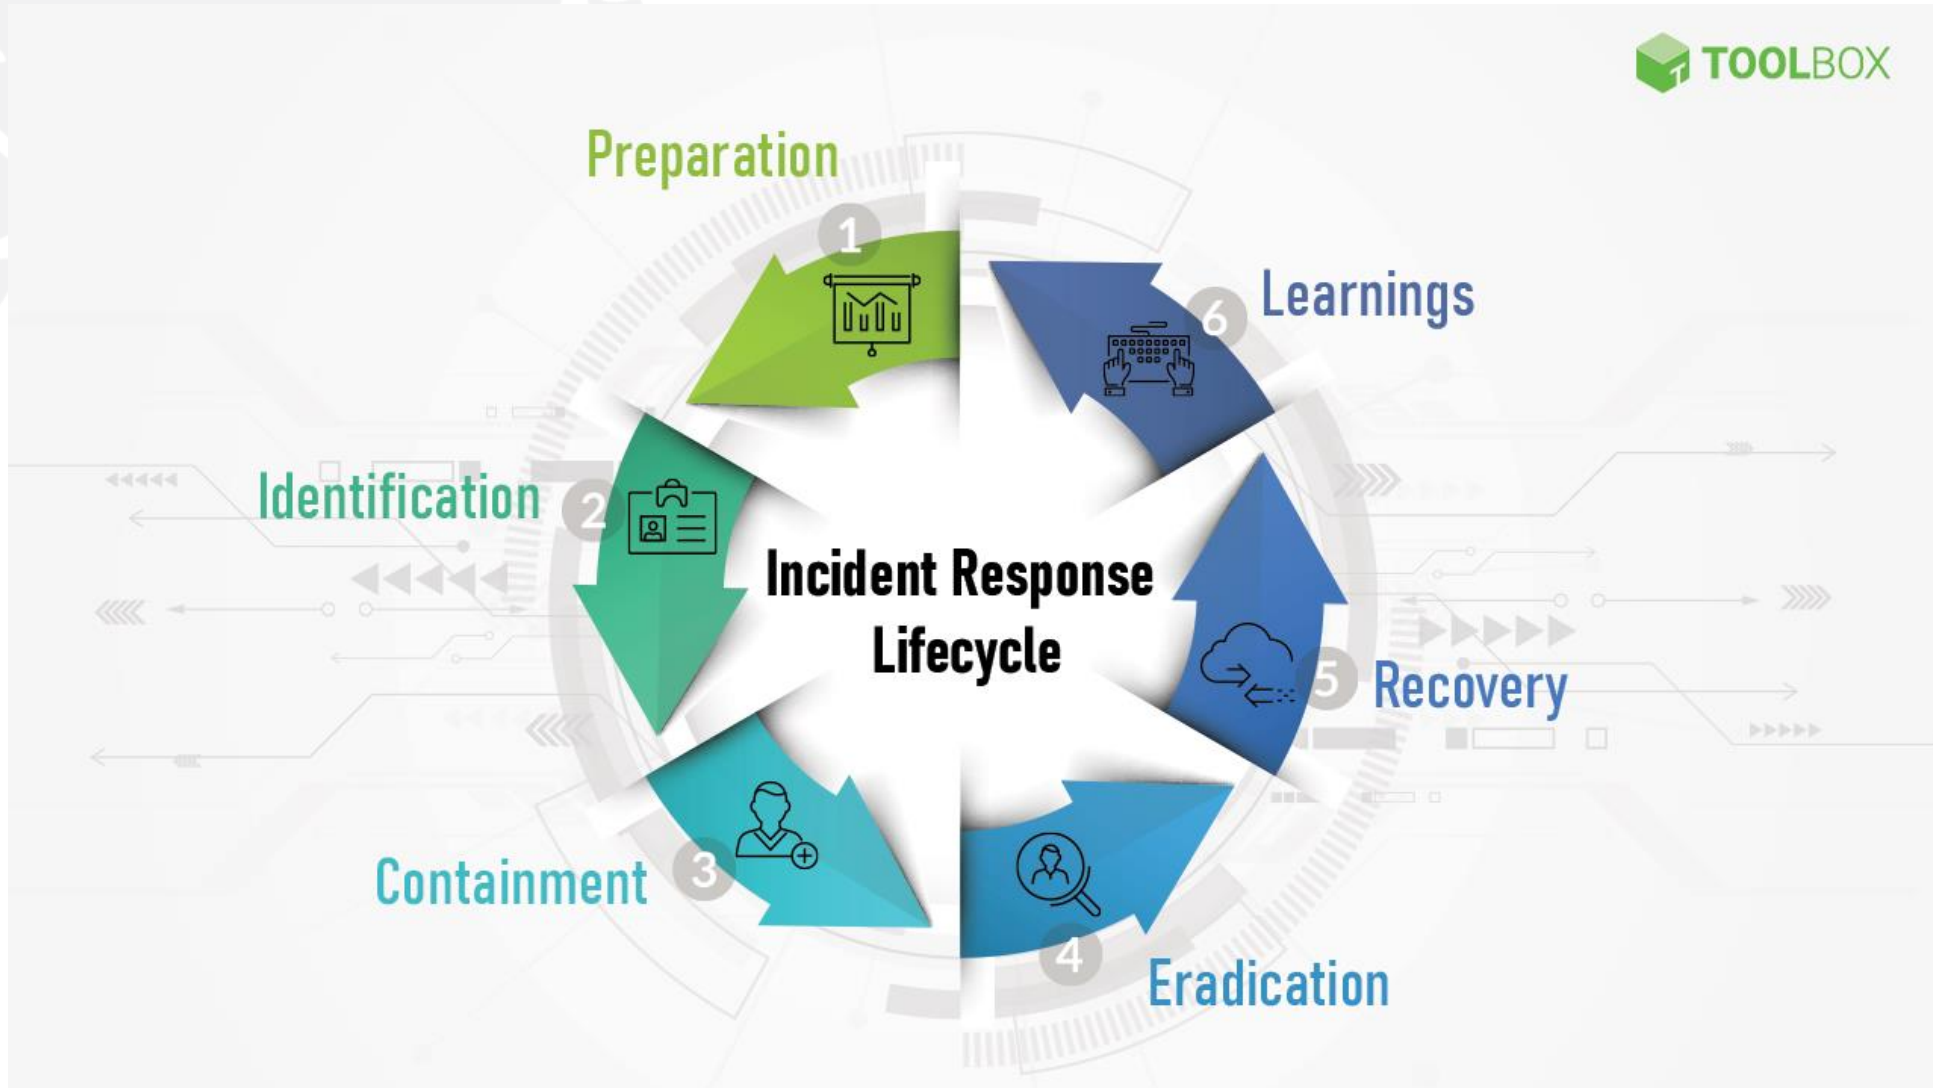 TOOLBOX
Preparation
1
6
Learnings
Identification
2
Incident Response
Lifecycle
5
Recovery
3
Containment
4
Eradication